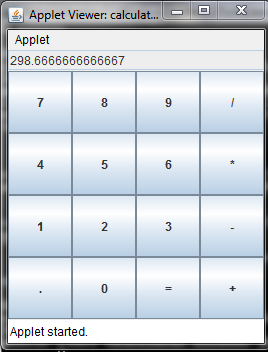 Applet Viewer: calculat...
Applet
298.6666666666667
7 8 9 /
4 5 6 *
1 2 3 -
. 0 = +
Applet started.